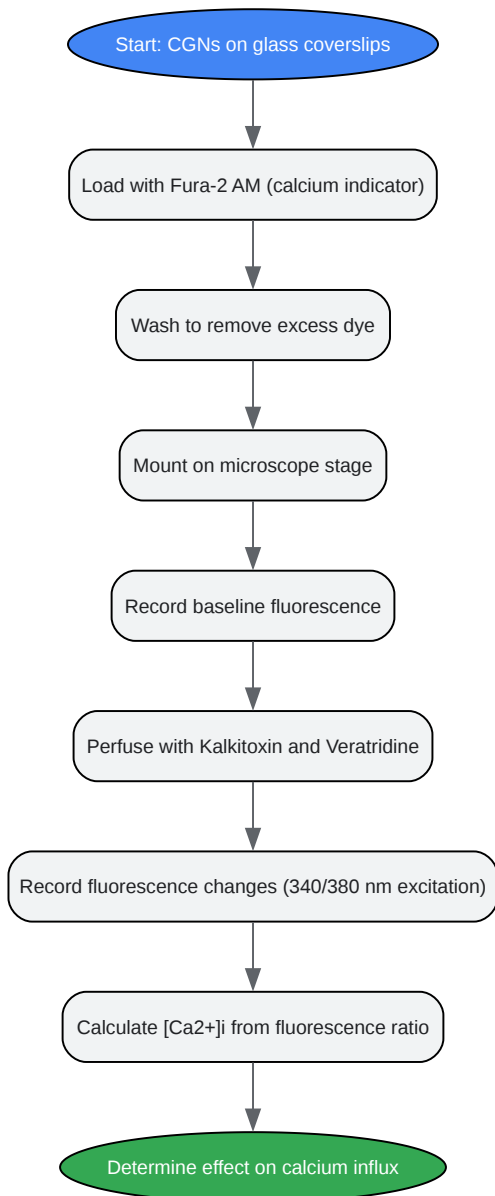 Start: CGNs on glass coverslips
Load with Fura-2 AM (calcium indicator)
Wash to remove excess dye
Mount on microscope stage
Record baseline fluorescence
Perfuse with Kalkitoxin and Veratridine
Record fluorescence changes (340/380 nm excitation)
Calculate [Ca2+]i from fluorescence ratio
Determine effect on calcium influx